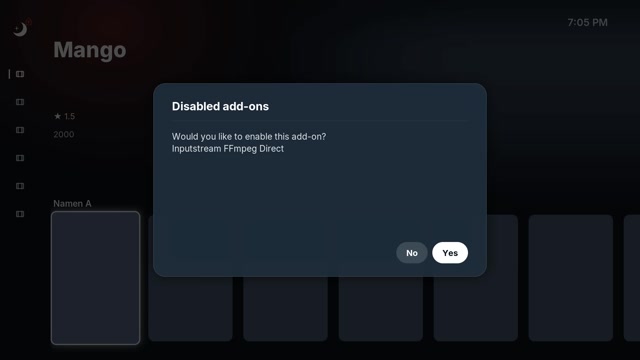 7:05 PM
Mango
★ 1.5
2000
Namen A
Disabled add-ons
Would you like to enable this add-on?
Inputstream FFmpeg Direct
No
Yes